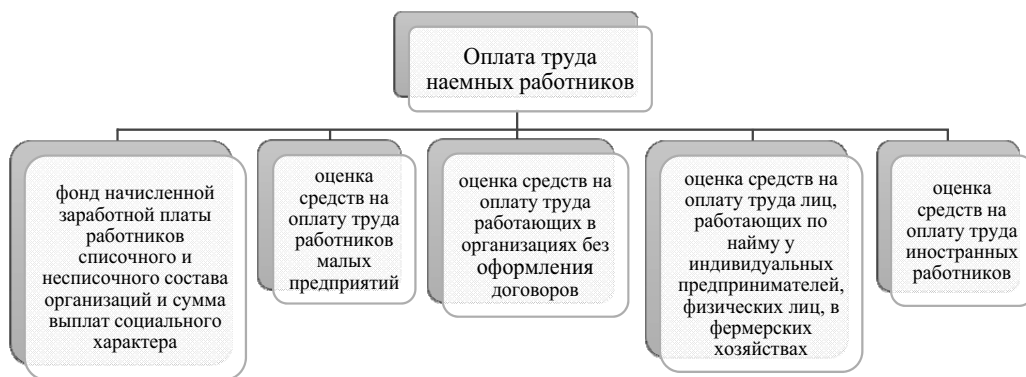 Оплата труда
наемных работников
фонд начисленной
заработной платы
работников
списочного и
несписочного состава
организаций и сумма
выплат социального
характера
оценка
средств на
оплату труда
работников
малых
предприятий
оценка средств на
оплату труда
работающих в
организациях без
оформления
договоров
оценка средств на
оплату труда лиц,
работающих по
найму у
индивидуальных
предпринимателей,
физических лиц, в
фермерских
хозяйствах
оценка
средств на
оплату труда
иностранных
работников